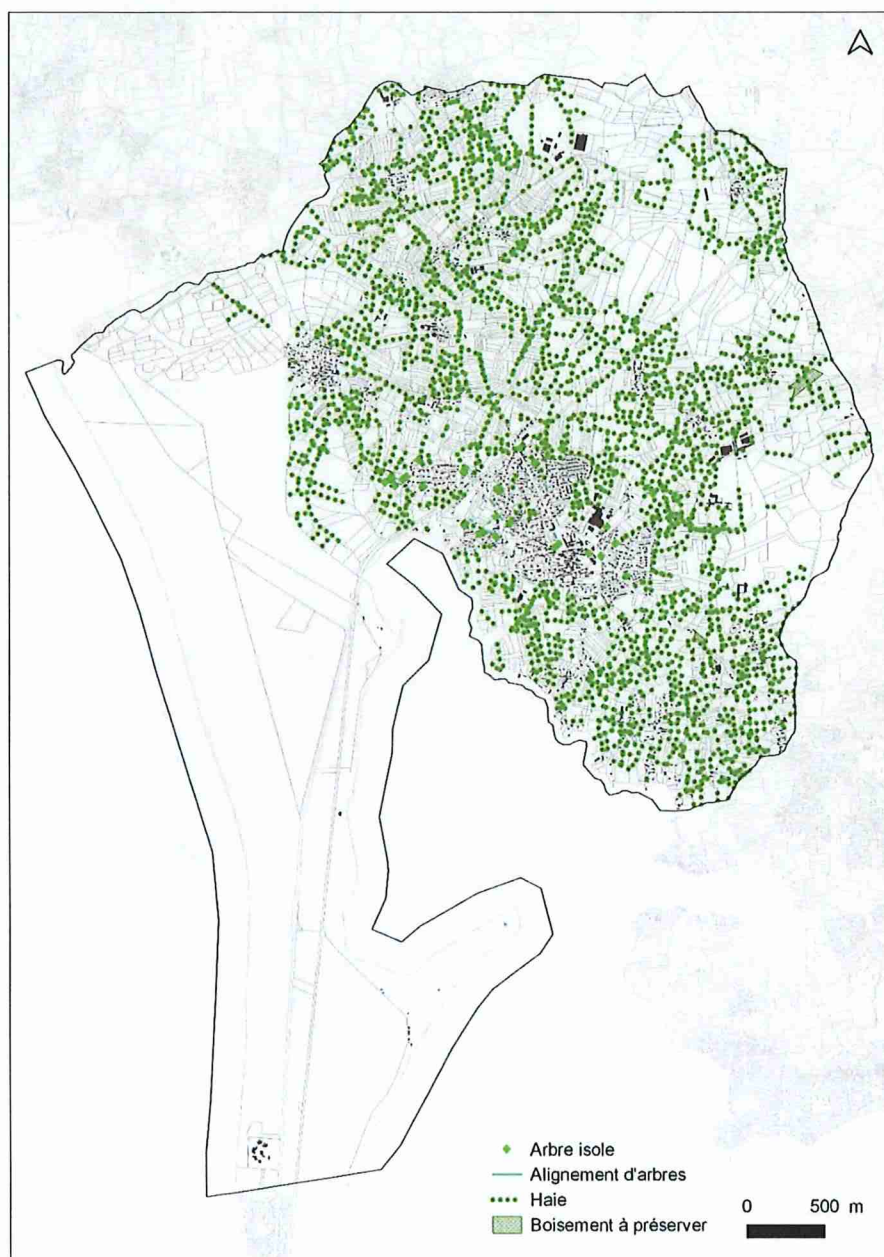 Arbre isole
Alignement d'arbres
Haie
Boisement à préserver
0 500 m